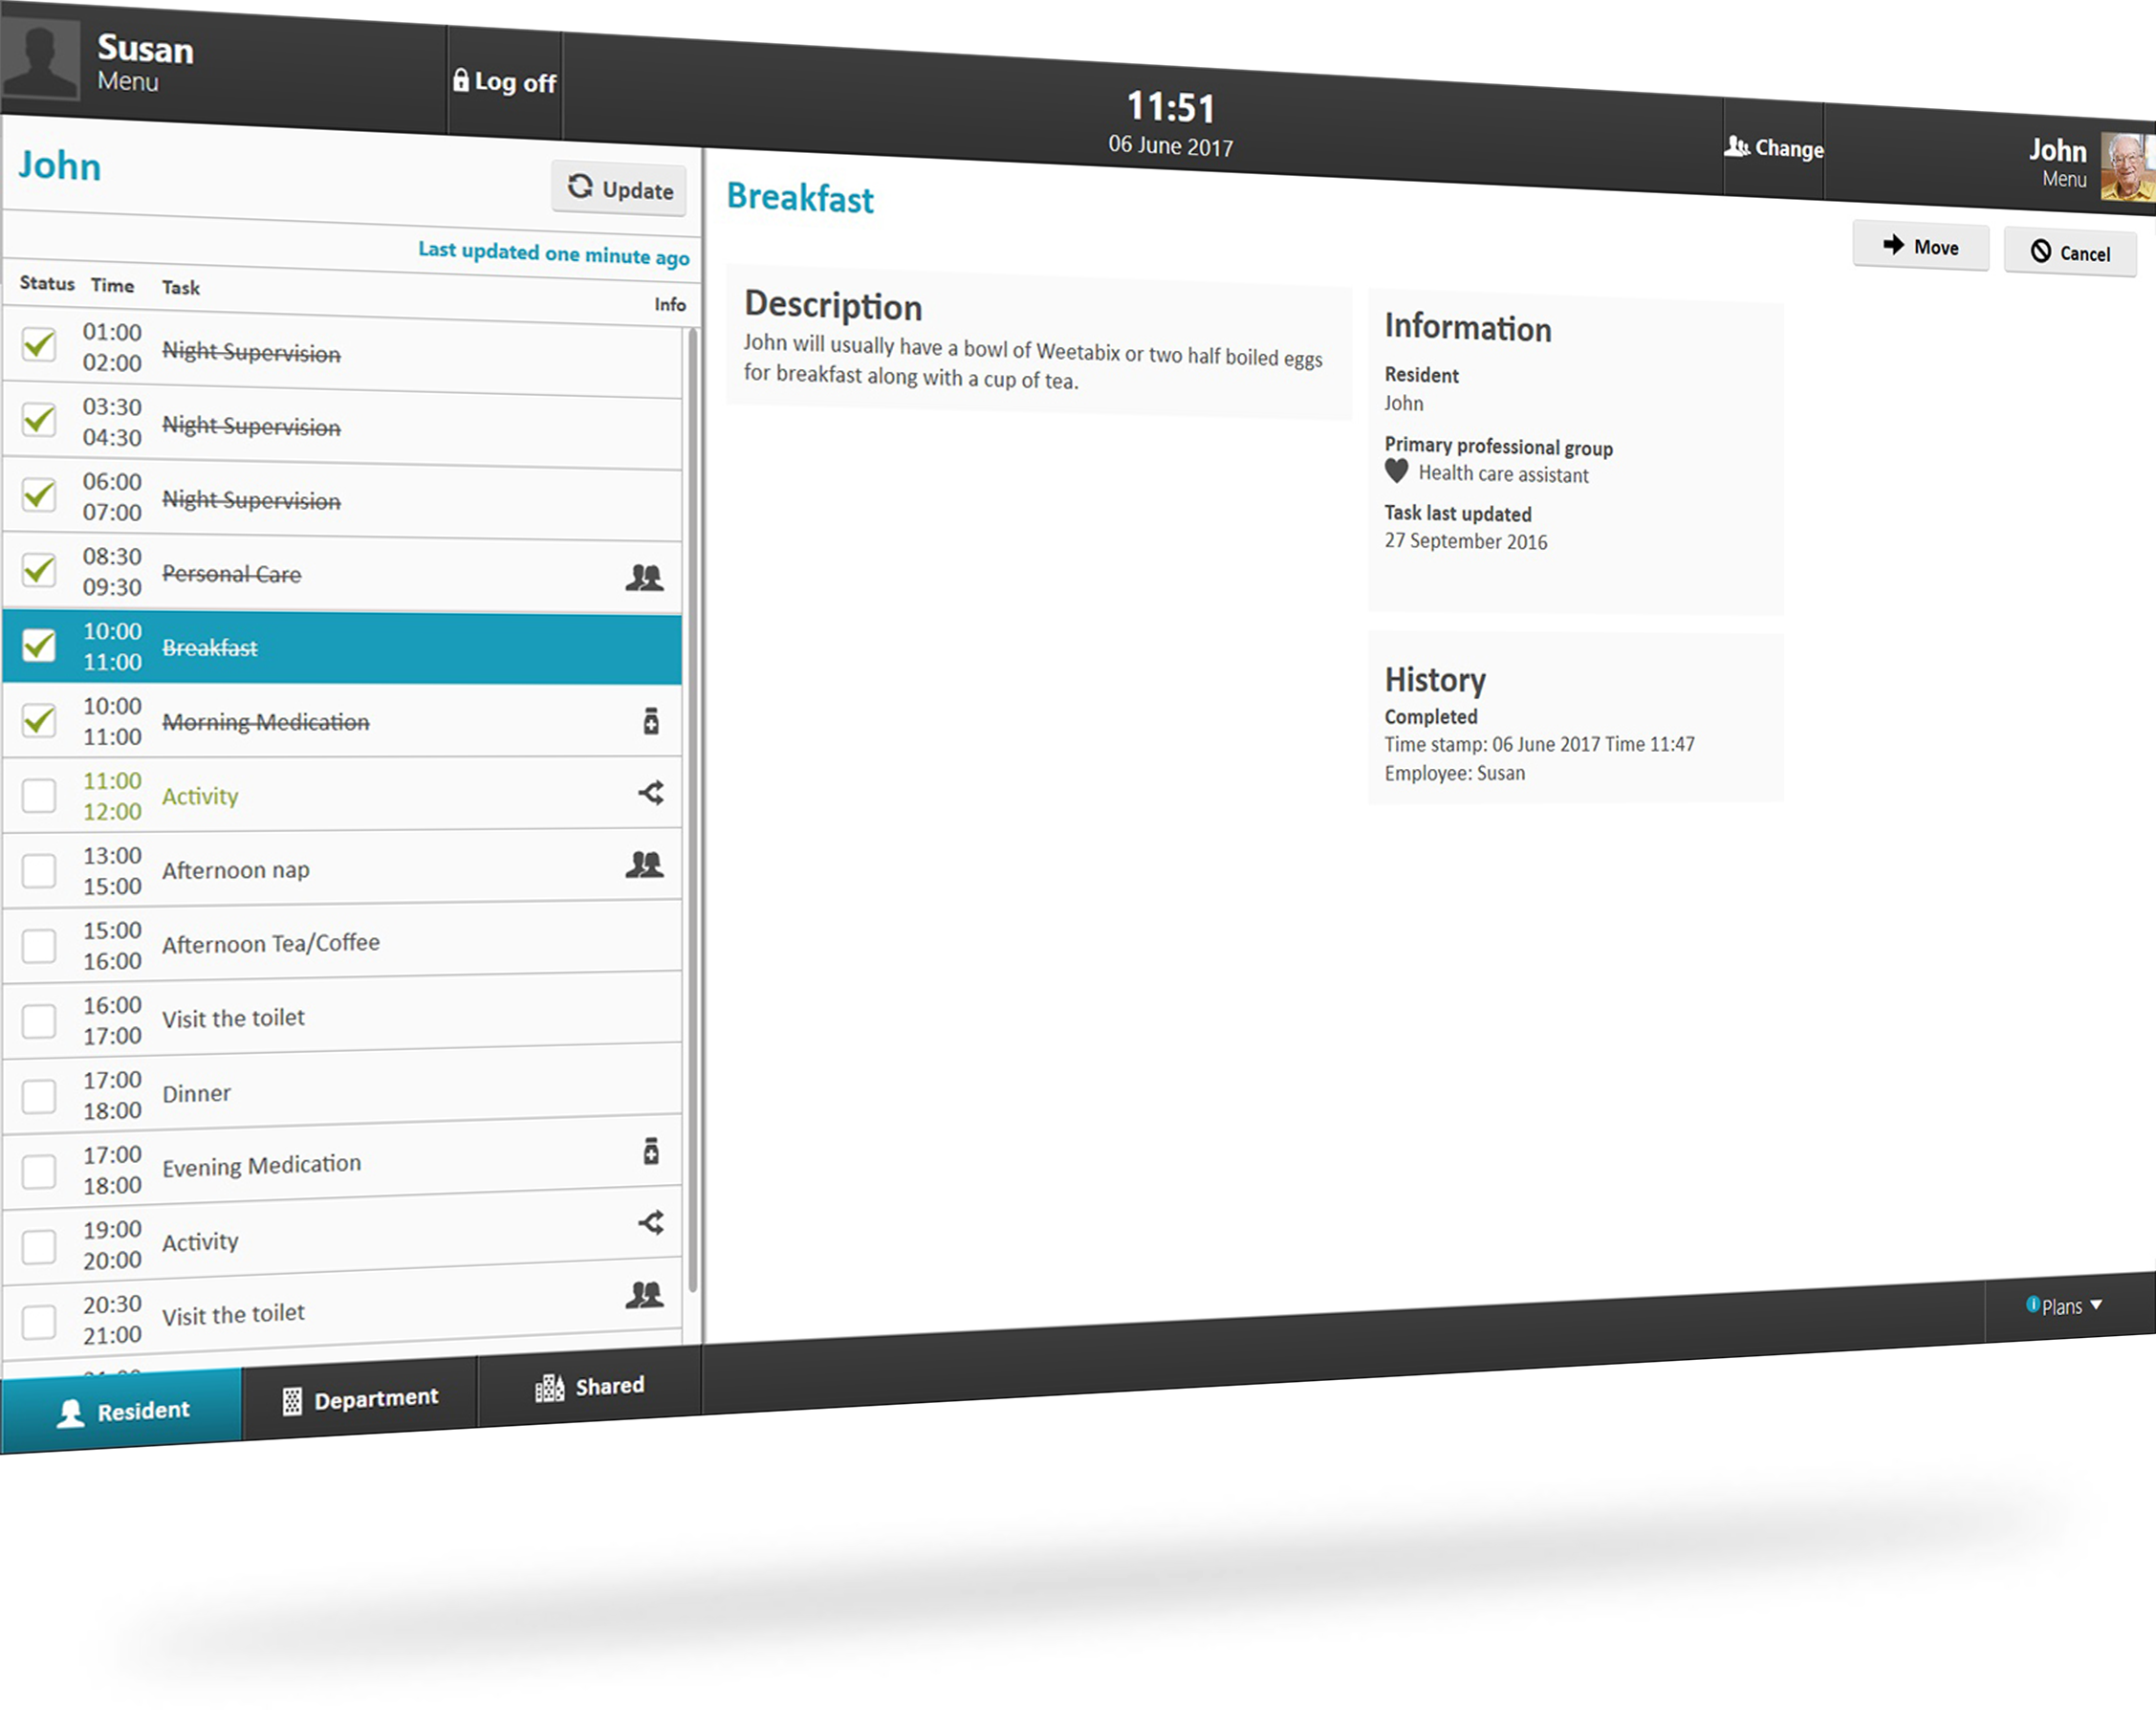 Susan
Menu
Log off
11:51
06 June 2017
Change
John
Menu
John
Update
Last updated one minute ago
Status Time Task Info
01:00
02:00
Night Supervision
03:30
04:30
Night Supervision
06:00
07:00
Night Supervision
08:30
09:30
Personal Care
10:00
11:00
Breakfast
10:00
11:00
Morning Medication
11:00
12:00
Activity
13:00
15:00
Afternoon nap
15:00
16:00
Afternoon Tea/Coffee
16:00
17:00
Visit the toilet
17:00
18:00
Dinner
17:00
18:00
Evening Medication
19:00
20:00
Activity
20:30
21:00
Visit the toilet
Resident
Department
Shared
Breakfast
Move
Cancel
Description
John will usually have a bowl of Weetabix or two half boiled eggs
for breakfast along with a cup of tea.
Information
Resident
John
Primary professional group
Health care assistant
Task last updated
27 September 2016
History
Completed
Time stamp: 06 June 2017 Time 11:47
Employee: Susan
Plans